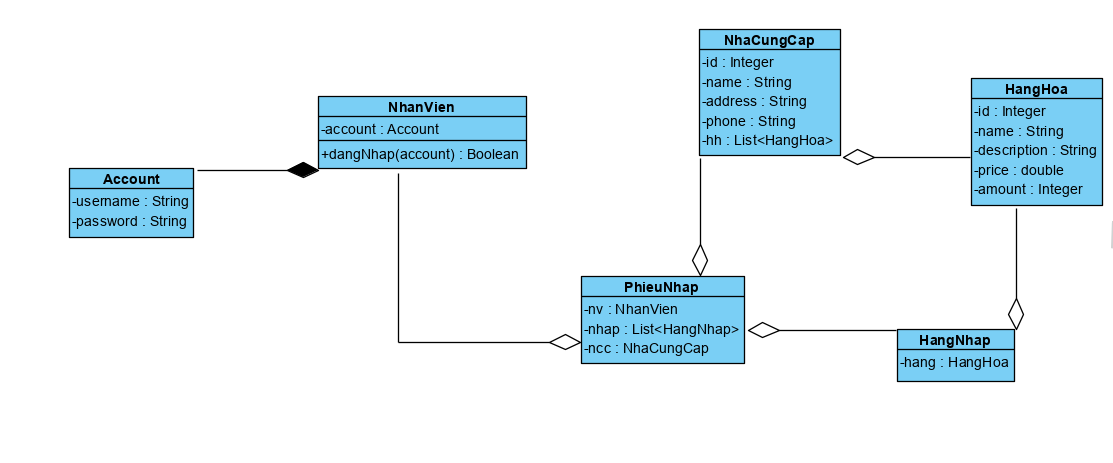 NhaCungCap
-id : Integer
-name : String
-address : String
-phone : String
-hh : List<HangHoa>
HangHoa
-id : Integer
-name : String
-description : String
-price : double
-amount : Integer
NhanVien
-account : Account
+dangNhap(account) : Boolean
Account
-username : String
-password : String
PhieuNhap
-nv : NhanVien
-nhap : List<HangNhap>
-ncc : NhaCungCap
HangNhap
-hang : HangHoa